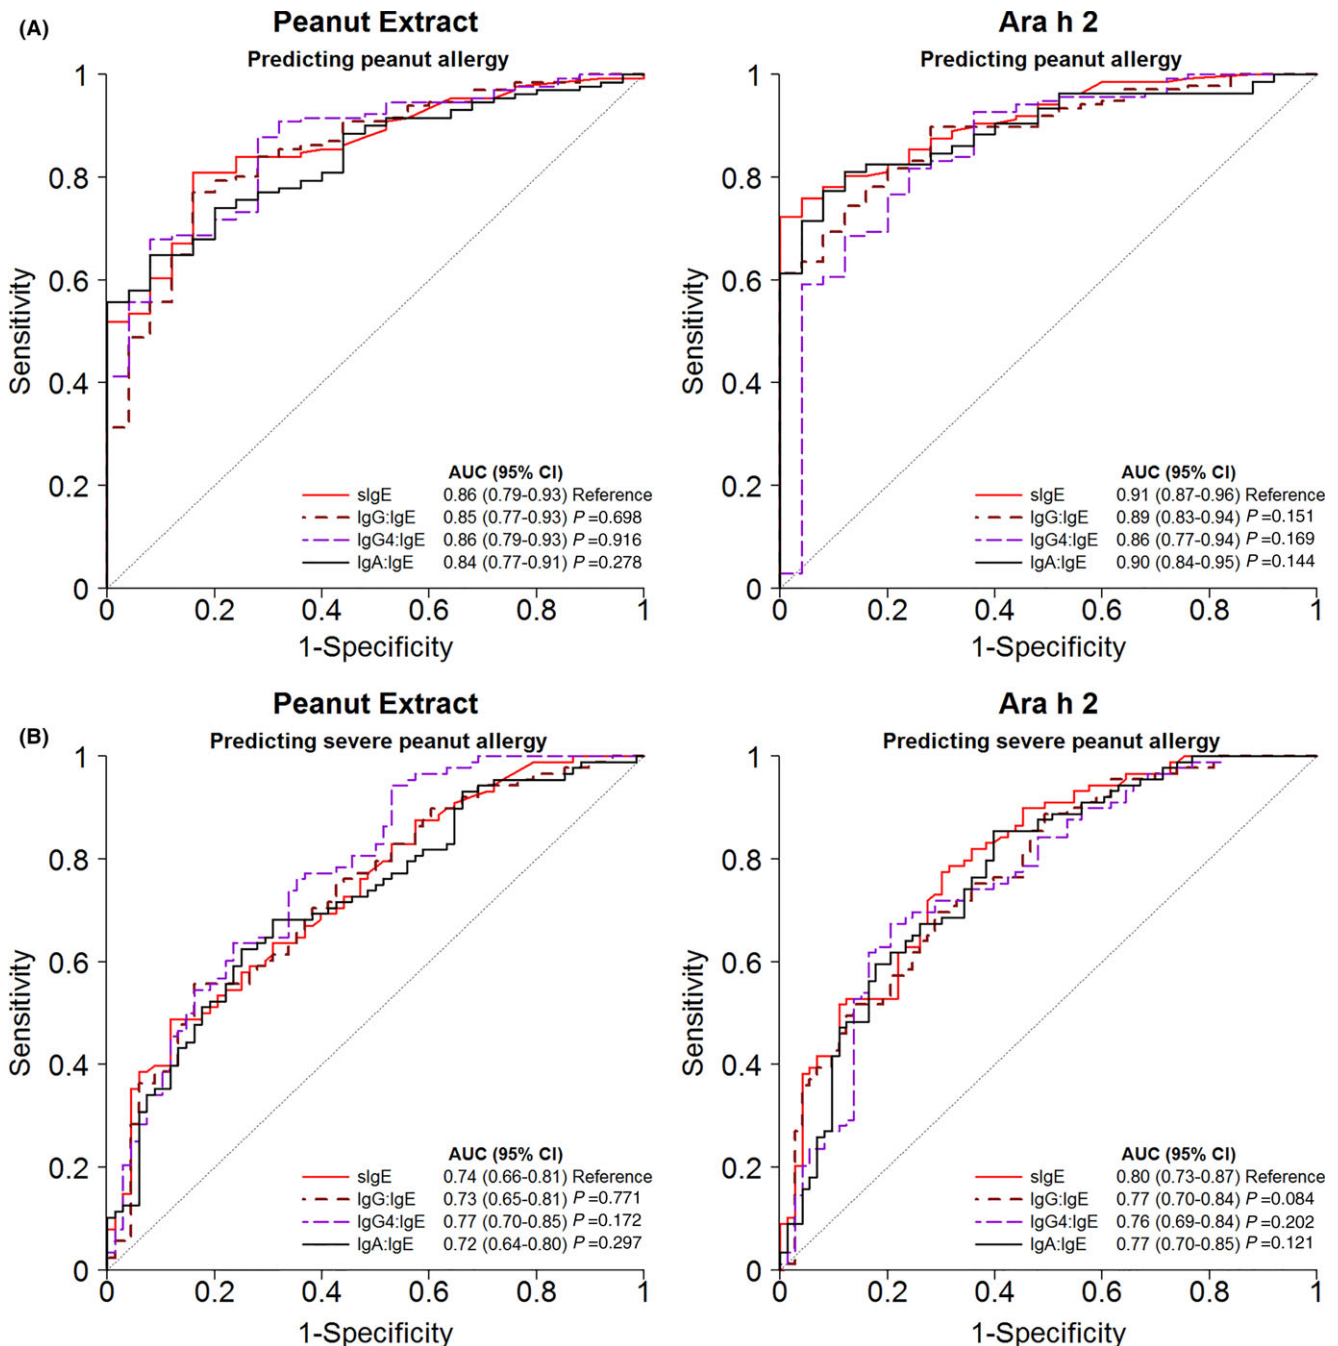 (A)
Peanut Extract
Predicting peanut allergy
Sensitivity
1
0.8
0.6
0.4
0.2
0
AUC (95% CI)
sIgE 0.86 (0.79-0.93) Reference
IgG:IgE 0.85 (0.77-0.93) P=0.698
IgG4:IgE 0.86 (0.79-0.93) P=0.916
IgA:IgE 0.84 (0.77-0.91) P=0.278
0 0.2 0.4 0.6 0.8 1
1-Specificity
Ara h 2
Predicting peanut allergy
Sensitivity
1
0.8
0.6
0.4
0.2
0
AUC (95% CI)
sIgE 0.91 (0.87-0.96) Reference
IgG:IgE 0.89 (0.83-0.94) P=0.151
IgG4:IgE 0.86 (0.77-0.94) P=0.169
IgA:IgE 0.90 (0.84-0.95) P=0.144
0 0.2 0.4 0.6 0.8 1
1-Specificity
(B)
Peanut Extract
Predicting severe peanut allergy
Sensitivity
1
0.8
0.6
0.4
0.2
0
AUC (95% CI)
sIgE 0.74 (0.66-0.81) Reference
IgG:IgE 0.73 (0.65-0.81) P=0.771
IgG4:IgE 0.77 (0.70-0.85) P=0.172
IgA:IgE 0.72 (0.64-0.80) P=0.297
0 0.2 0.4 0.6 0.8 1
1-Specificity
Ara h 2
Predicting severe peanut allergy
Sensitivity
1
0.8
0.6
0.4
0.2
0
AUC (95% CI)
sIgE 0.80 (0.73-0.87) Reference
IgG:IgE 0.77 (0.70-0.84) P=0.084
IgG4:IgE 0.76 (0.69-0.84) P=0.202
IgA:IgE 0.77 (0.70-0.85) P=0.121
0 0.2 0.4 0.6 0.8 1
1-Specificity